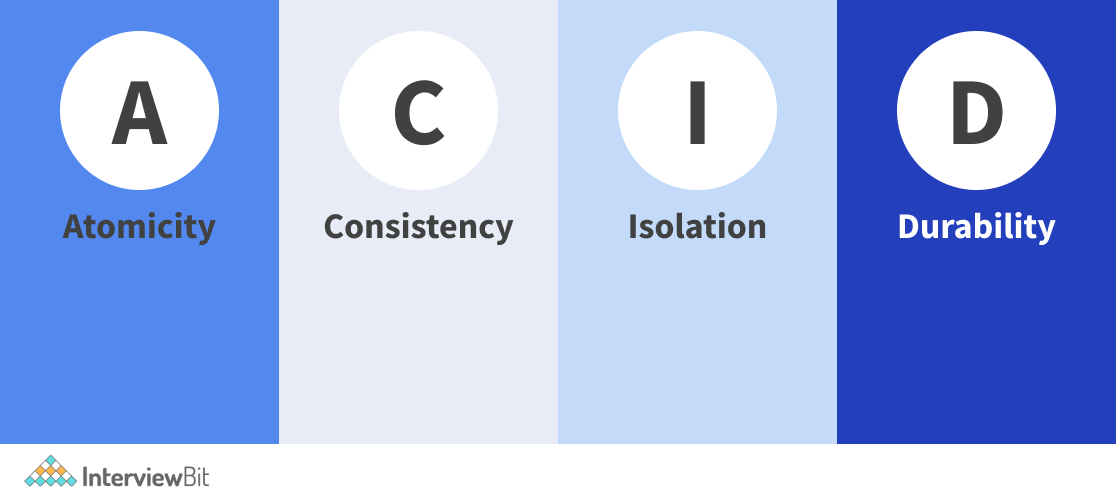 A
Atomicity
C
Consistency
I
Isolation
D
Durability
InterviewBit